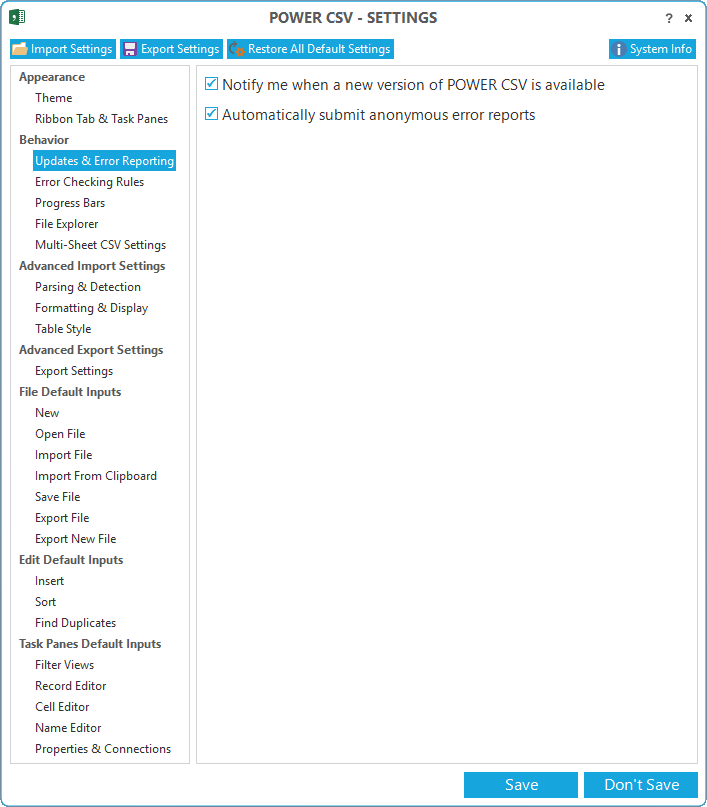 POWER CSV - SETTINGS
? x
Import Settings Export Settings Restore All Default Settings System Info
Appearance
Theme
Ribbon Tab & Task Panes
Behavior
Updates & Error Reporting
Error Checking Rules
Progress Bars
File Explorer
Multi-Sheet CSV Settings
Advanced Import Settings
Parsing & Detection
Formatting & Display
Table Style
Advanced Export Settings
Export Settings
File Default Inputs
New
Open File
Import File
Import From Clipboard
Save File
Export File
Export New File
Edit Default Inputs
Insert
Sort
Find Duplicates
Task Panes Default Inputs
Filter Views
Record Editor
Cell Editor
Name Editor
Properties & Connections
Notify me when a new version of POWER CSV is available
Automatically submit anonymous error reports
Save Don't Save